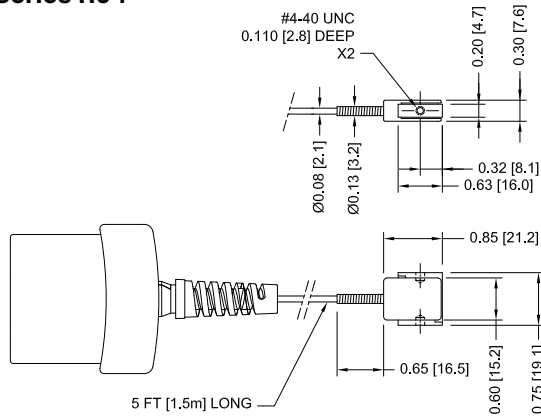 #4-40 UNC
0.110 [2.8] DEEP
X2
0.20 [4.7]
0.30 [7.6]
Ø0.08 [2.1]
Ø0.13 [3.2]
0.32 [8.1]
0.63 [16.0]
0.85 [21.2]
0.65 [16.5]
5 FT [1.5m] LONG
0.60 [15.2]
0.75 [19.1]